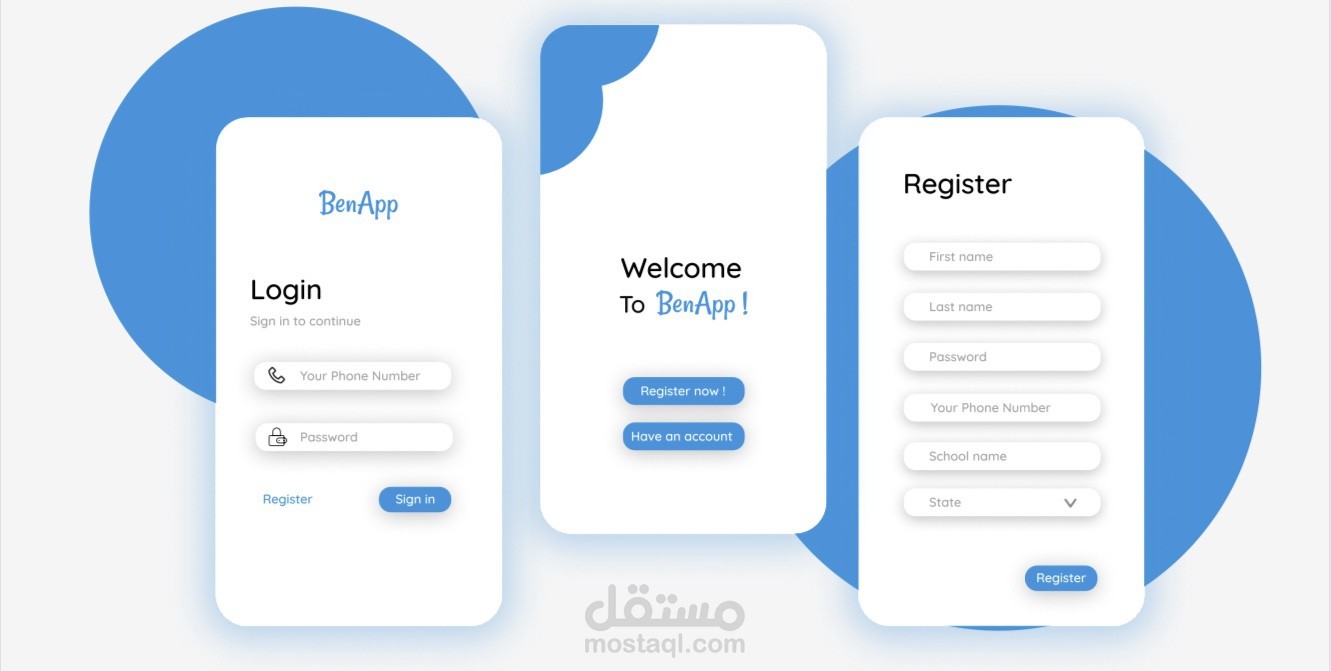 BenApp
Login
Sign in to continue
Your Phone Number
Password
Register
Sign in
Welcome
To BenApp !
Register now !
Have an account
Register
First name
Last name
Password
Your Phone Number
School name
State
Register
مستقل
mostaql.com